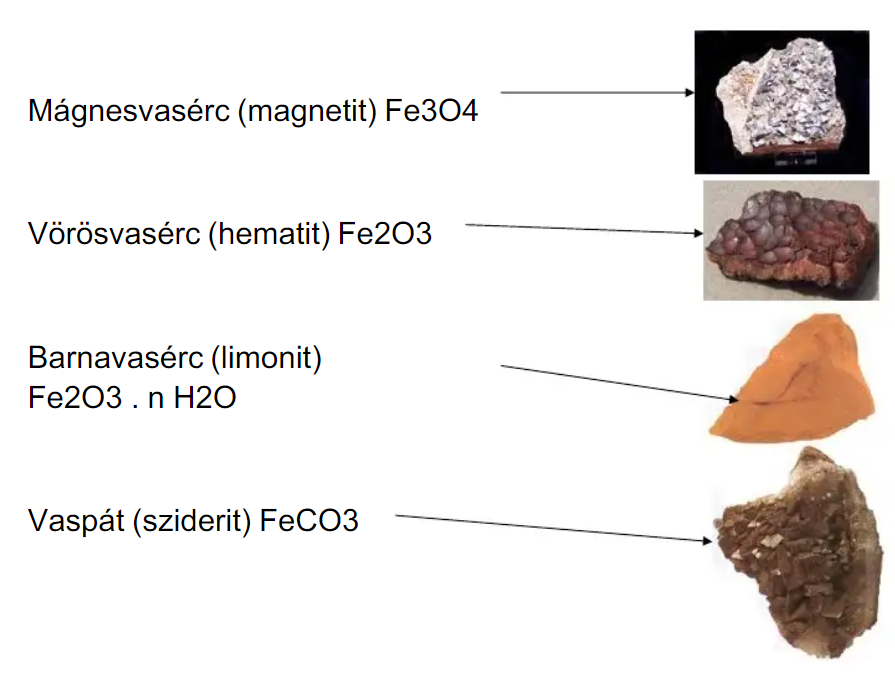 Mágnesvasérc (magnetit) Fe3O4
Vörösvasérc (hematit) Fe2O3
Barnavasérc (limonit)
Fe2O3 . n H2O
Vaspát (sziderit) FeCO3